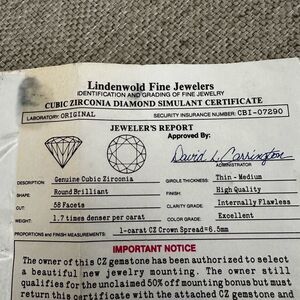 Lindenwold Fine Jewelers
IDENTIFICATION AND GRADING OF FINE JEWELRY
CUBIC ZIRCONIA DIAMOND SIMULANT CERTIFICATE
LABORATORY: ORIGINAL SECURITY INSURANCE NUMBER: CBI-07290
JEWELER'S REPORT
Approved By:
David L Carrington
ADMINISTRATOR
DESCRIPTION: Genuine Cubic Zirconia GIRDLE THICKNESS: Thin - Medium
SHAPE: Round Brilliant FINISH: High Quality
CUT: 58 Facets CLARITY GRADE: Internally Flawless
WEIGHT: 1.7 times denser per carat COLOR GRADE: Excellent
PROPORTIONS and FINISH MEASUREMENTS: 1-carat CZ Crown Spread=6.5mm
IMPORTANT NOTICE
The owner of this CZ gemstone has been authorized to select
a beautiful new jewelry mounting. The owner still
qualifies for the unclaimed 50% off mounting bonus but must
return this certificate with the attached CZ gemstone and